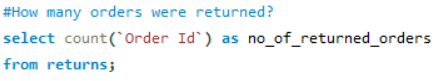 #How many orders were returned?
select count(`Order Id`) as no_of_returned_orders
from returns;